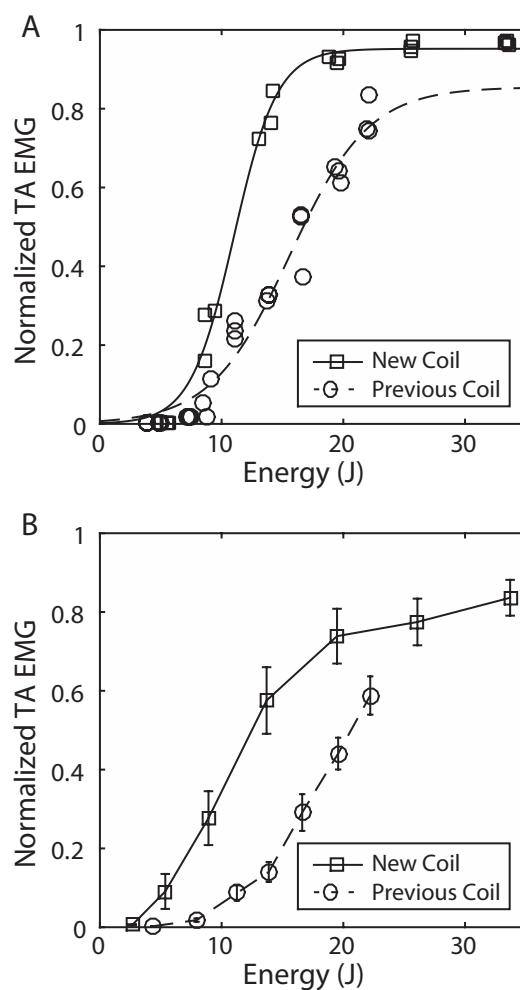 A
1
0.8
0.6
0.4
0.2
0
Normalized TA EMG
New Coil
Previous Coil
0 10 20 30
Energy (J)
B
1
0.8
0.6
0.4
0.2
0
Normalized TA EMG
New Coil
Previous Coil
0 10 20 30
Energy (J)